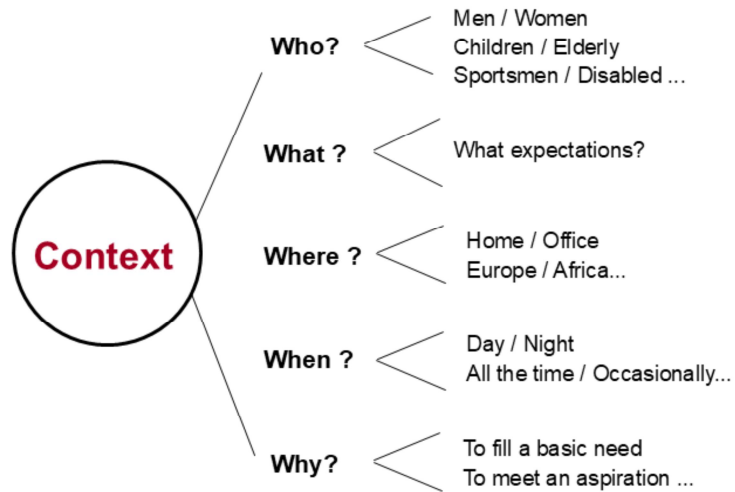 Context
Who?
Men / Women
Children / Elderly
Sportsmen / Disabled ...
What ?
What expectations?
Where ?
Home / Office
Europe / Africa...
When ?
Day / Night
All the time / Occasionally...
Why?
To fill a basic need
To meet an aspiration ...